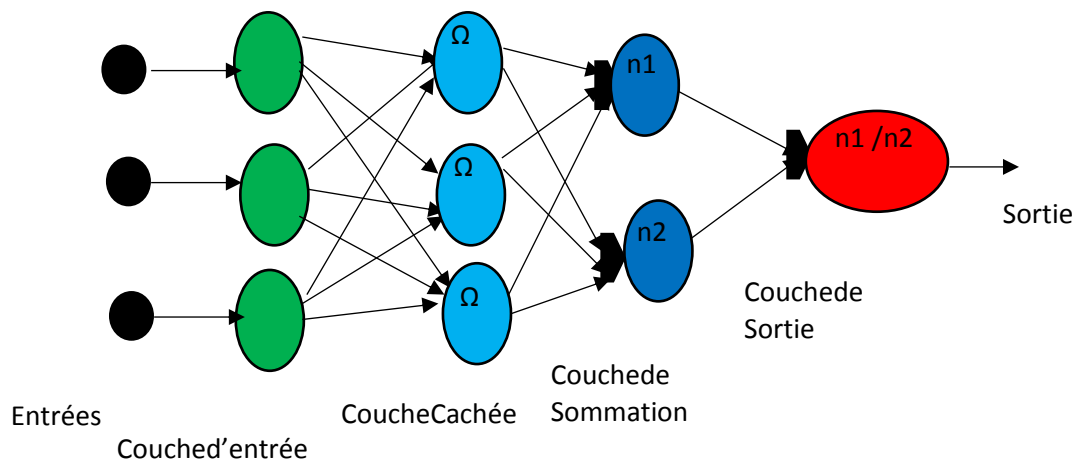 Ω
n1
Ω
n1 /n2
Sortie
n2
Ω
Couchede
Sortie
Couchede
Sommation
CoucheCachée
Entrées
Couched’entrée